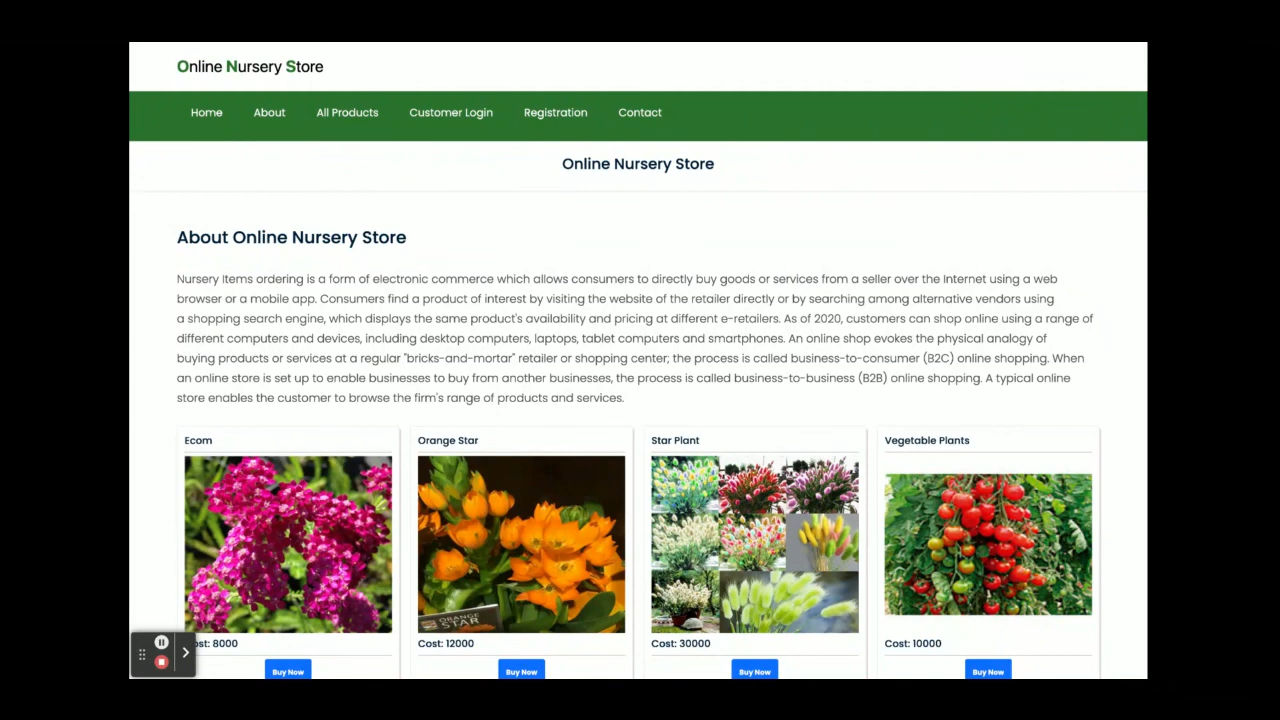 Online Nursery Store
Home About All Products Customer Login Registration Contact
Online Nursery Store
About Online Nursery Store
Nursery Items ordering is a form of electronic commerce which allows consumers to directly buy goods or services from a seller over the Internet using a web
browser or a mobile app. Consumers find a product of interest by visiting the website of the retailer directly or by searching among alternative vendors using
a shopping search engine, which displays the same product's availability and pricing at different e-retailers. As of 2020, customers can shop online using a range of
different computers and devices, including desktop computers, laptops, tablet computers and smartphones. An online shop evokes the physical analogy of
buying products or services at a regular "bricks-and-mortar" retailer or shopping center; the process is called business-to-consumer (B2C) online shopping. When
an online store is set up to enable businesses to buy from another businesses, the process is called business-to-business (B2B) online shopping. A typical online
store enables the customer to browse the firm's range of products and services.
Ecom Orange Star Star Plant Vegetable Plants
ORANGE
STAR
ost: 8000 Cost: 12000 Cost: 30000 Cost: 10000
Buy Now Buy Now Buy Now Buy Now